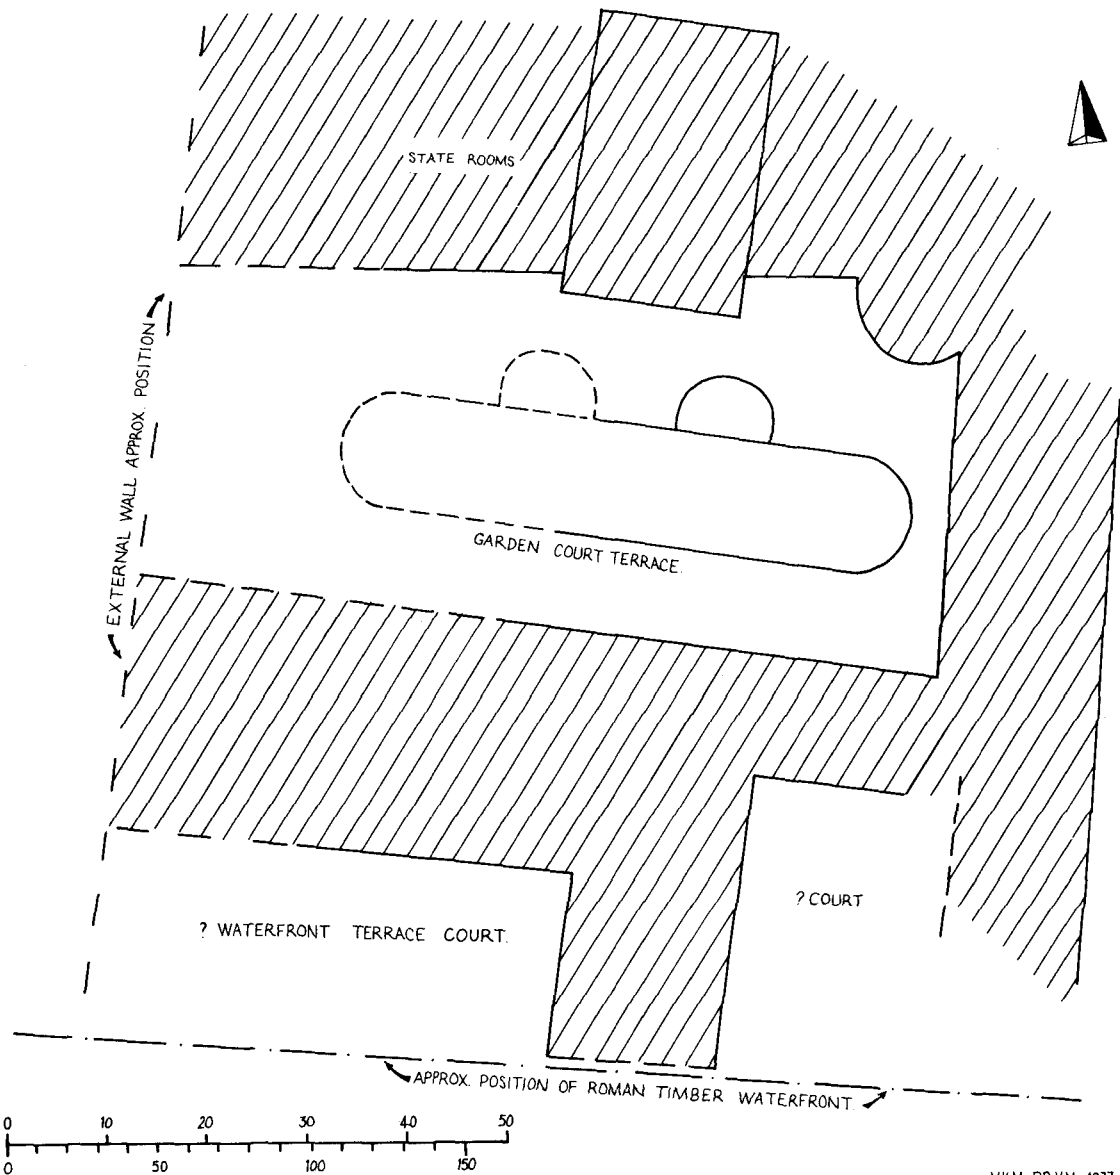 STATE ROOMS
EXTERNAL WALL APPROX. POSITION
GARDEN COURT TERRACE.
? COURT
? WATERFRONT TERRACE COURT.
APPROX. POSITION OF ROMAN TIMBER WATERFRONT.
0 10 20 30 40 50
0 50 100 150
1977